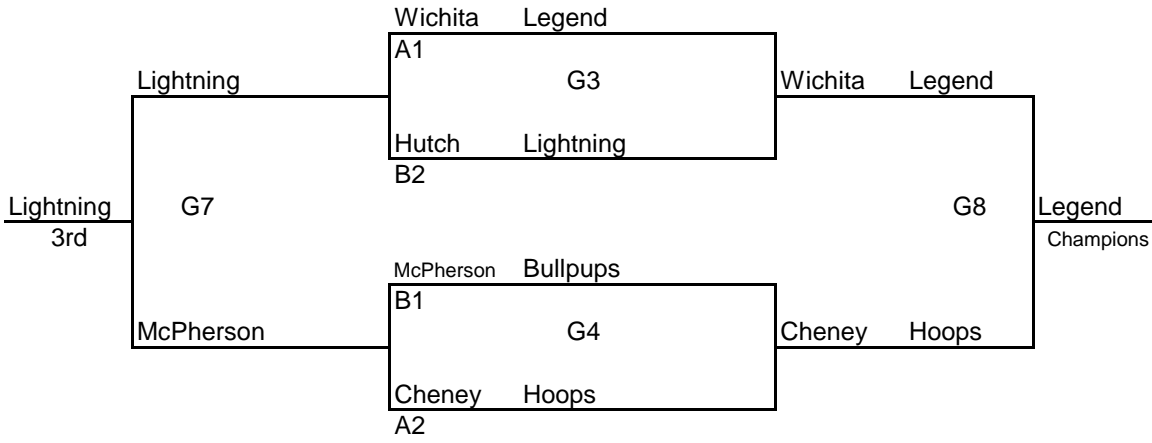 Wichita Legend
A1
Lightning G3 Wichita Legend
Hutch Lightning
B2
Lightning G7 G8 Legend
3rd Champions
McPherson Bullpups
B1
McPherson G4 Cheney Hoops
Cheney Hoops
A2